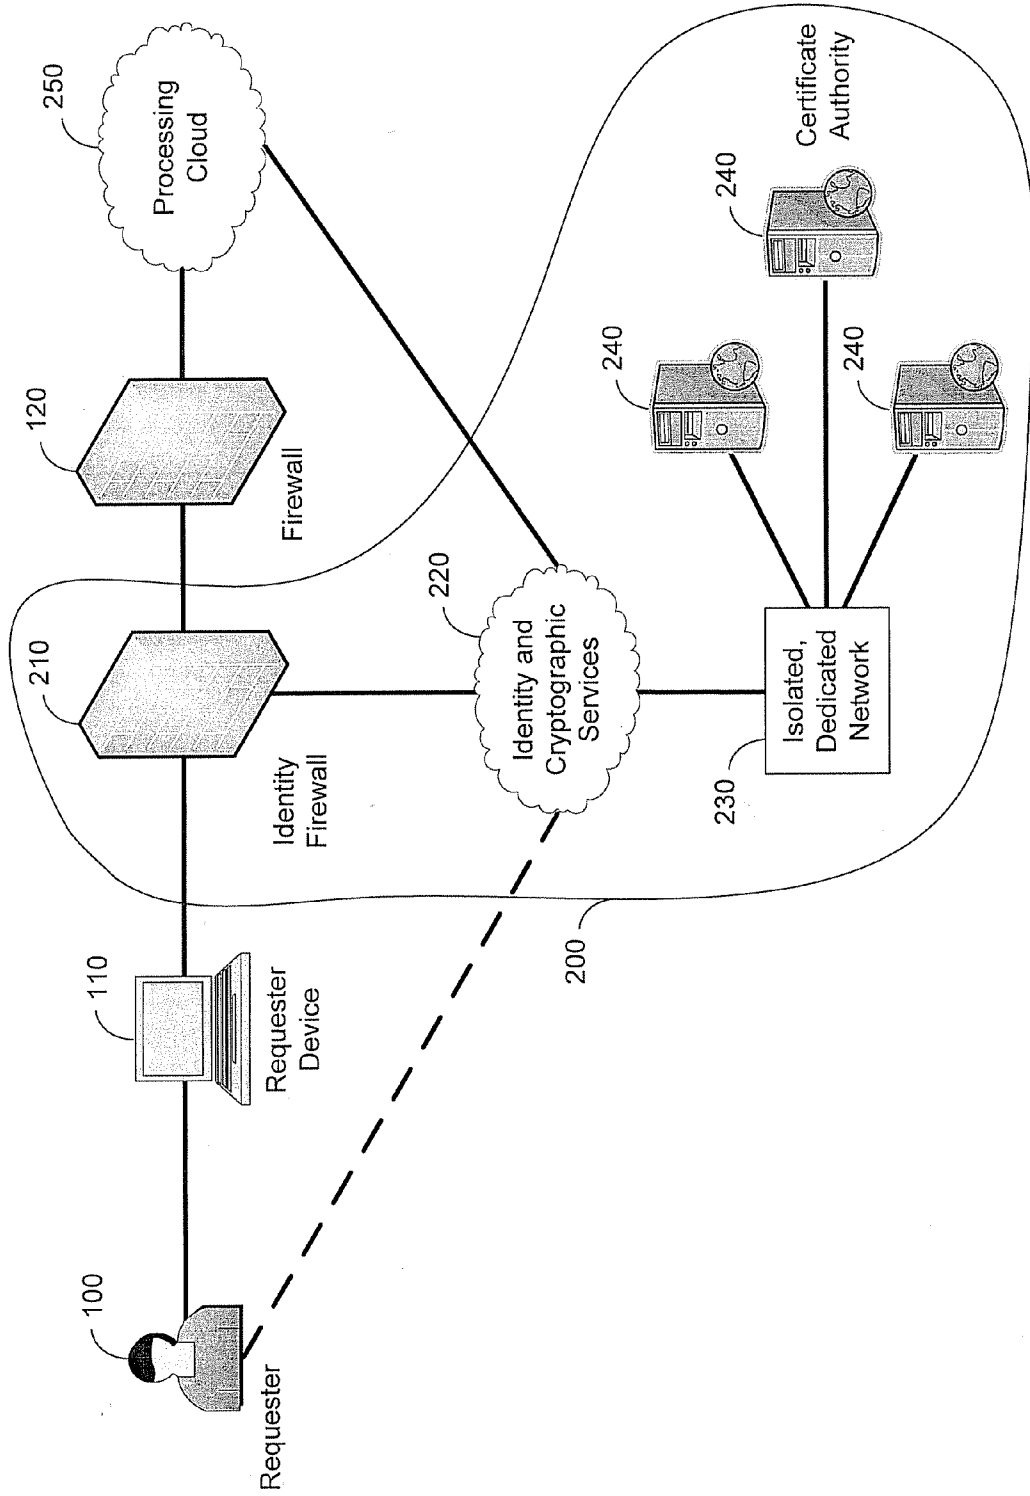 100
Requester
110
Requester
Device
210
Identity
Firewall
120
Firewall
250
Processing
Cloud
200
220
Identity and
Cryptographic
Services
230
Isolated,
Dedicated
Network
240
240
240
Certificate
Authority